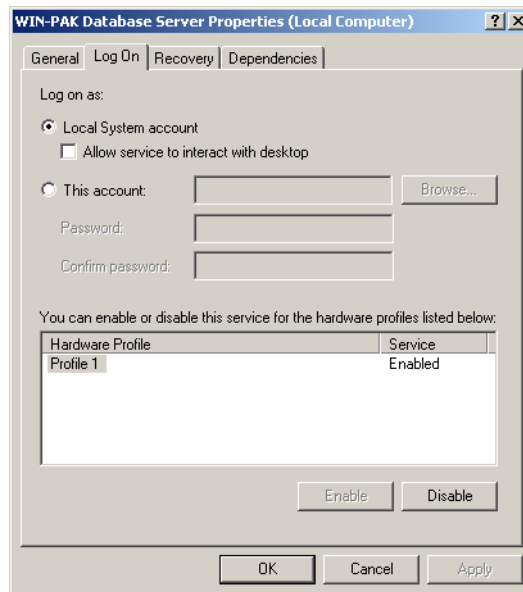 WIN-PAK Database Server Properties (Local Computer)
General Log On Recovery Dependencies
Log on as:
Local System account
Allow service to interact with desktop
This account: Browse...
Password:
Confirm password:
You can enable or disable this service for the hardware profiles listed below:
Hardware Profile Service
Profile 1 Enabled
Enable Disable
OK Cancel Apply